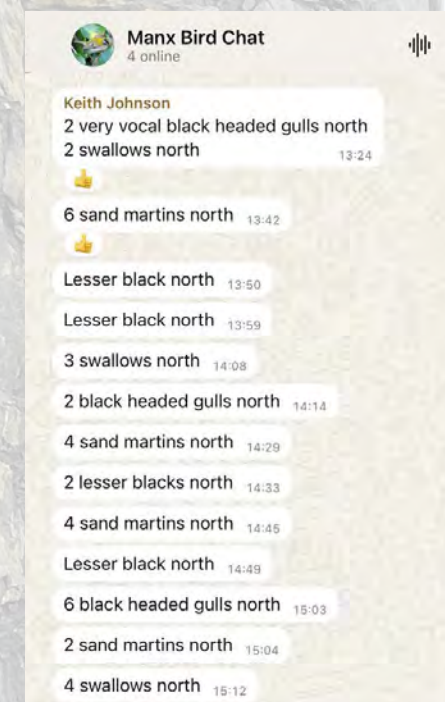 Manx Bird Chat
4 online
Keith Johnson
2 very vocal black headed gulls north
2 swallows north
13:24
6 sand martins north 13:42
Lesser black north 13:50
Lesser black north 13:59
3 swallows north 14:08
2 black headed gulls north 14:14
4 sand martins north 14:29
2 lesser blacks north 14:33
4 sand martins north 14:45
Lesser black north 14:49
6 black headed gulls north 15:03
2 sand martins north 15:04
4 swallows north 15:12